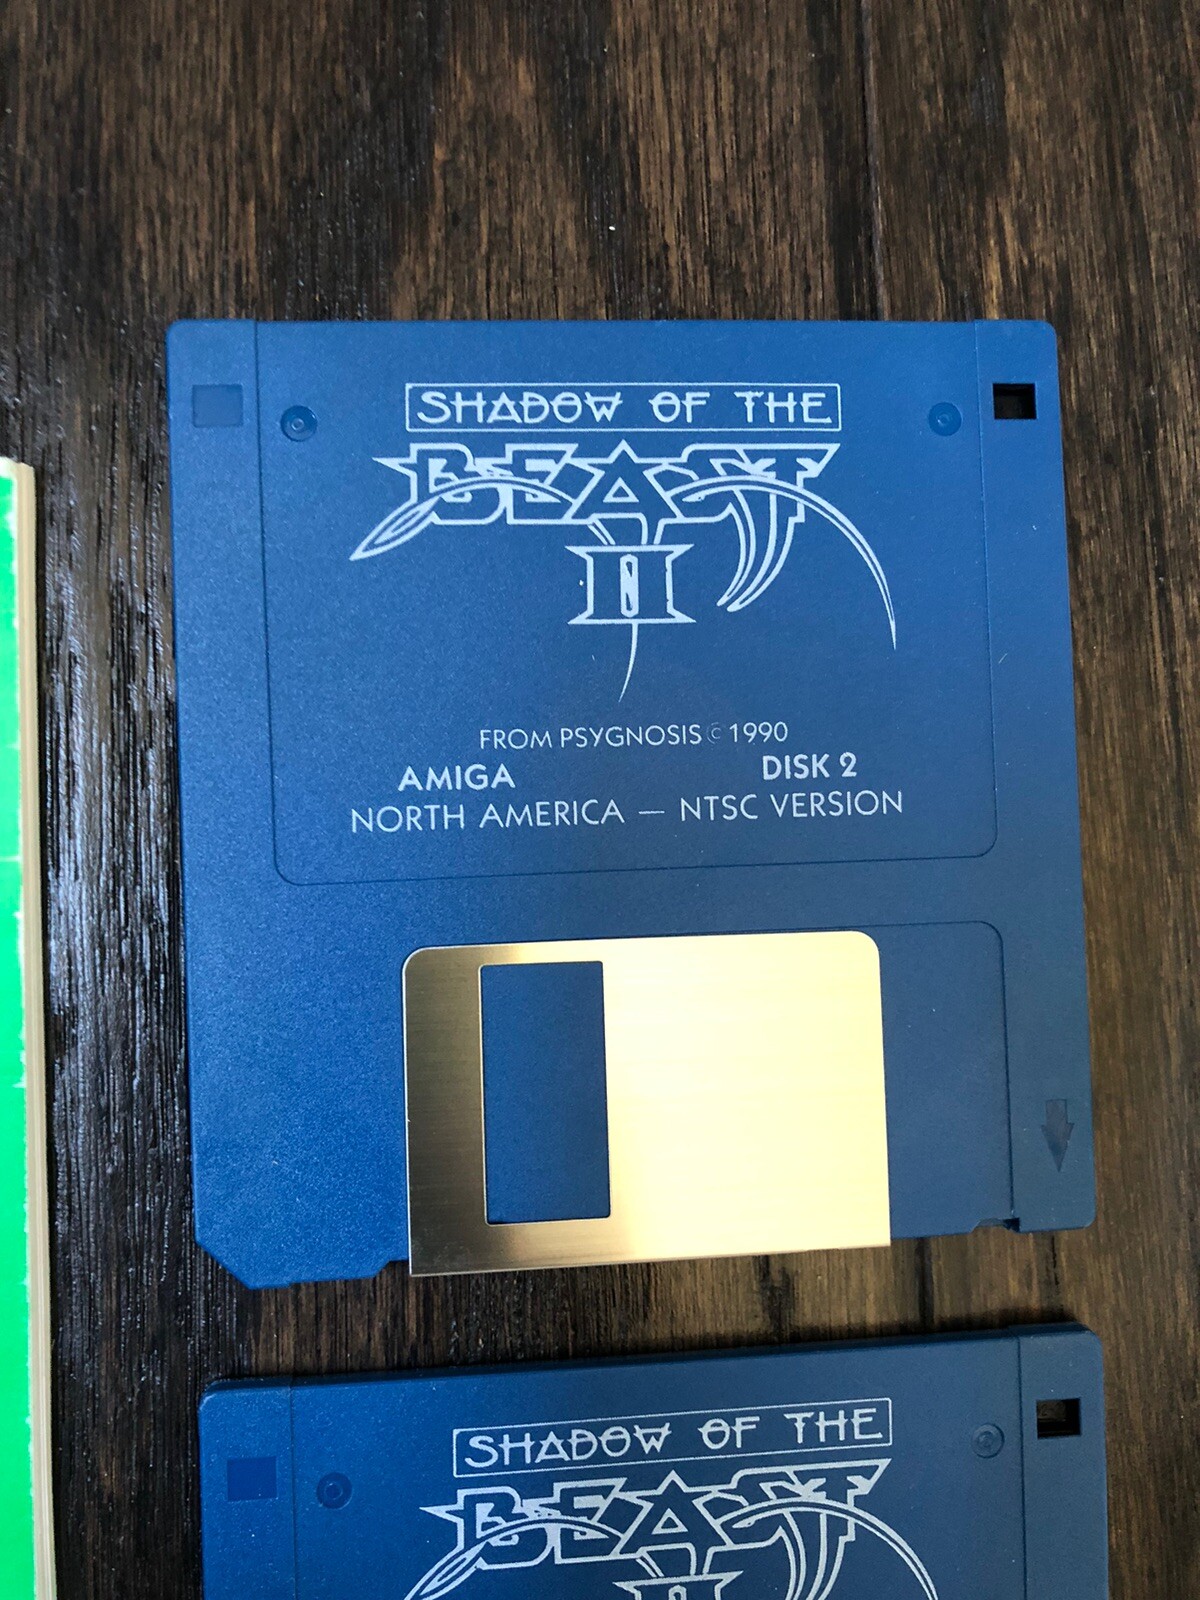 SHADOW OF THE
BEAST
II
FROM PSYGNOSIS © 1990
AMIGA DISK 2
NORTH AMERICA — NTSC VERSION
SHADOW OF THE
BEAST
II